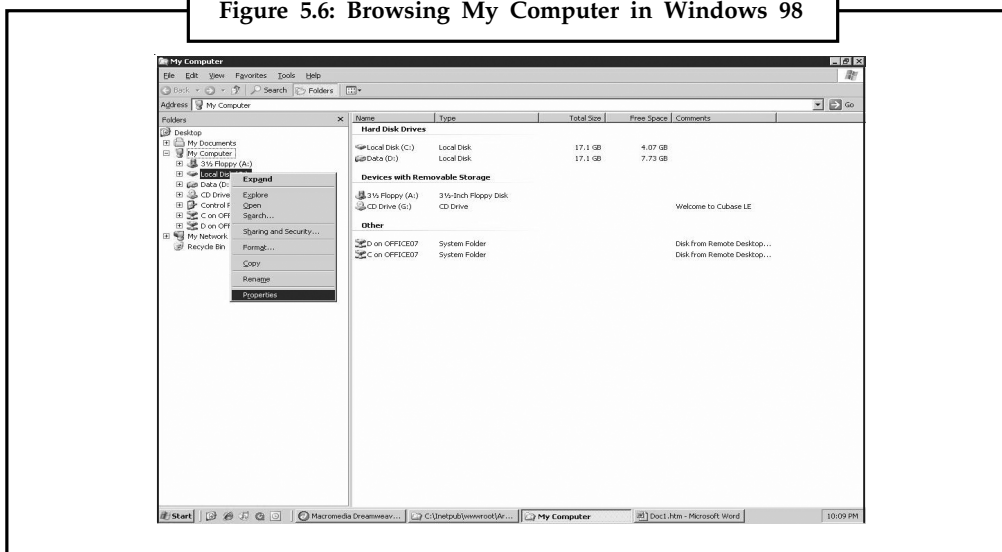 Figure 5.6: Browsing My Computer in Windows 98
My Computer
File Edit View Favorites Tools Help
Back Search Folders
Address My Computer Go
Folders
Name Type Total Size Free Space Comments
Desktop
My Documents
My Computer
3½ Floppy (A:)
Local Dis
Data (D:
CD Drive
Control P
C on OFF
D on OFF
My Network
Recycle Bin
Expand
Explore
Open
Search...
Sharing and Security...
Format...
Copy
Rename
Properties
Hard Disk Drives
Local Disk (C:) Local Disk 17.1 GB 4.07 GB
Data (D:) Local Disk 17.1 GB 7.73 GB
Devices with Removable Storage
3½ Floppy (A:) 3½-Inch Floppy Disk
CD Drive (G:) CD Drive Welcome to Cubase LE
Other
D on OFFICE07 System Folder Disk from Remote Desktop...
C on OFFICE07 System Folder Disk from Remote Desktop...
Start Macromedia Dreamweav... C:\Inetpub\wwwroot\Ar... My Computer Doc1.htm - Microsoft Word 10:09 PM